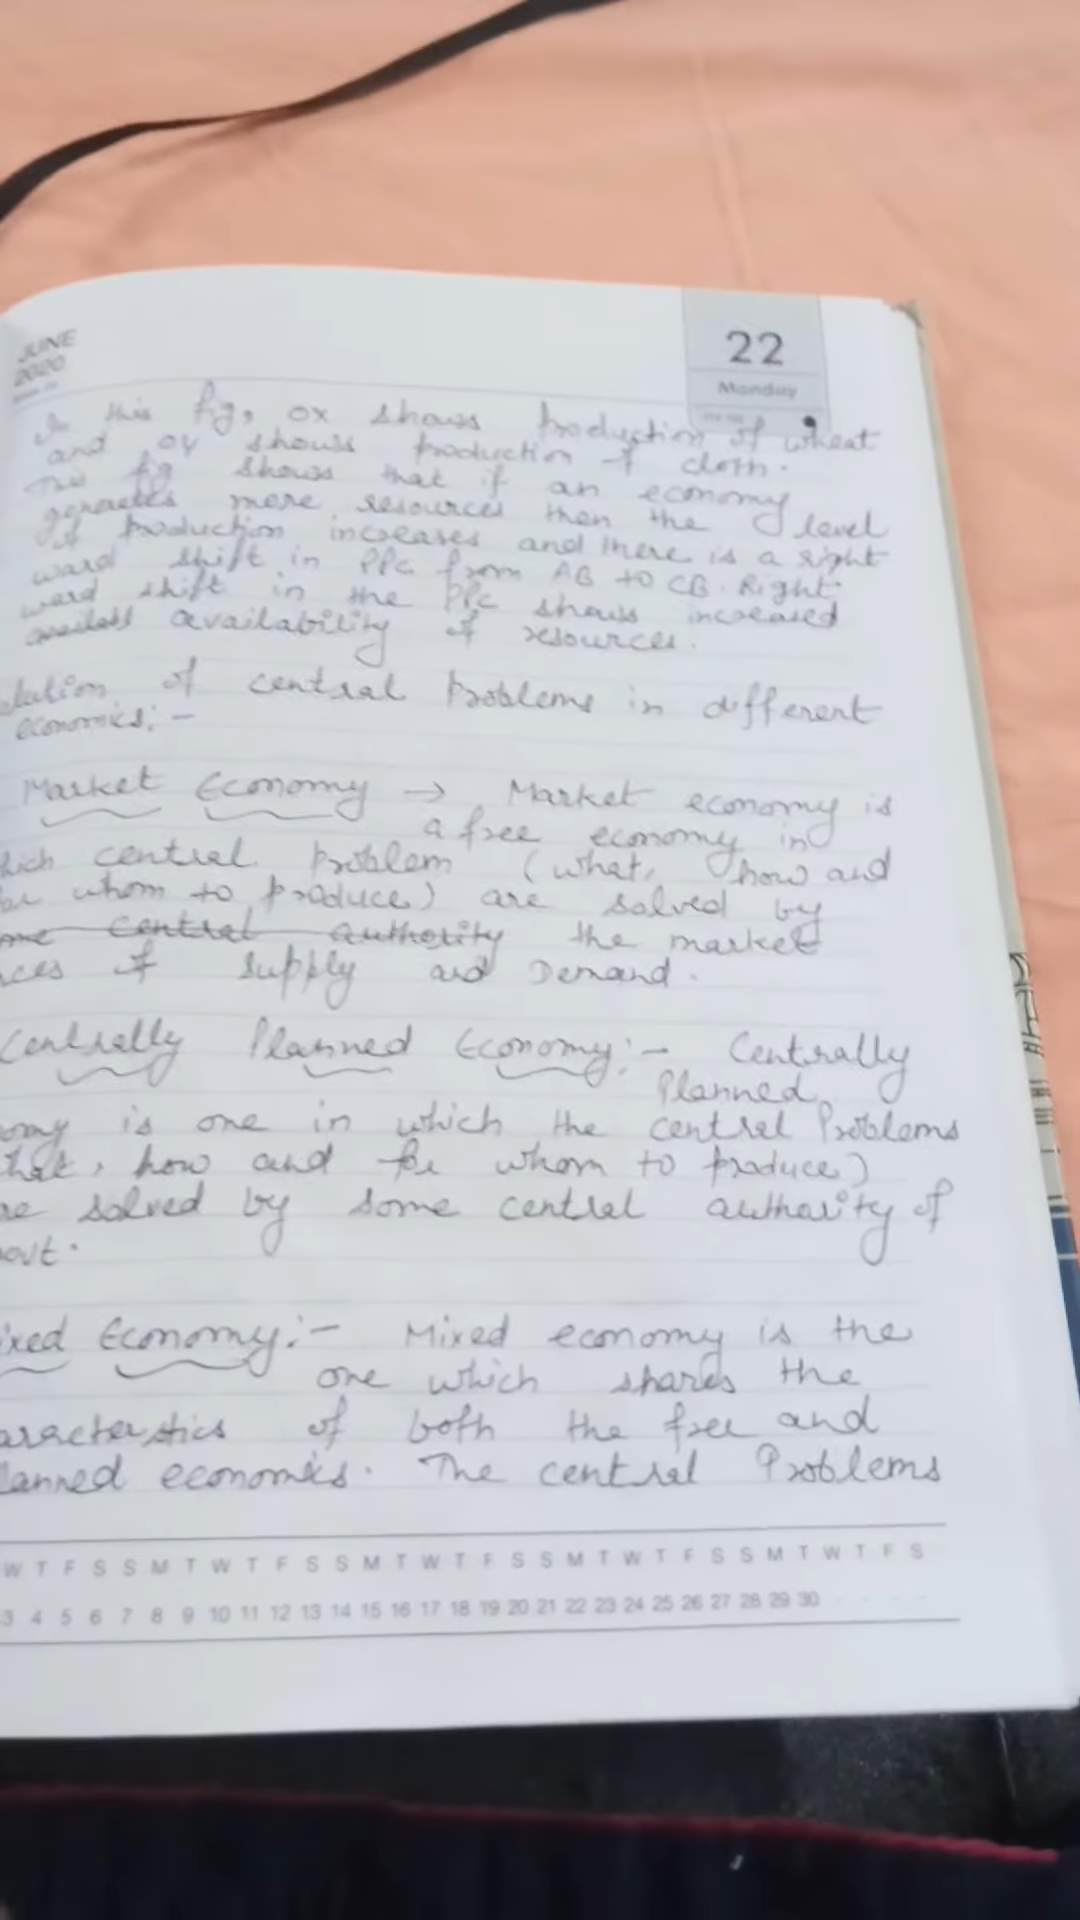 JUNE
2020
22
Monday
In this fig, ox shows production of wheat
and oy shows production of cloth.
This fig shows that if an economy
more resources then the level
of production increases and there is a right
ward shift in PPC from AB to CB. Right-
ward shift in the PPC shows increased
availability of resources.
lution of central Problems in different
economics:-
Market Economy → Market economy is
a free economy in
hich central problem (what, how and
whom to produce) are solved by
ome central authority the market
rces of supply and Demand.
Centrally Planned Economy:- Centrally
Planned
omy is one in which the central Problems
hat, how and for whom to produce)
re solved by some central authority of
ovt.
ixed Economy:- Mixed economy is the
one which shares the
aracterstics of both the free and
lanned economics. The central Problems
W T F S S M T W T F S S M T W T F S S M T W T F S S M T W T F S
3 4 5 6 7 8 9 10 11 12 13 14 15 16 17 18 19 20 21 22 23 24 25 26 27 28 29 30